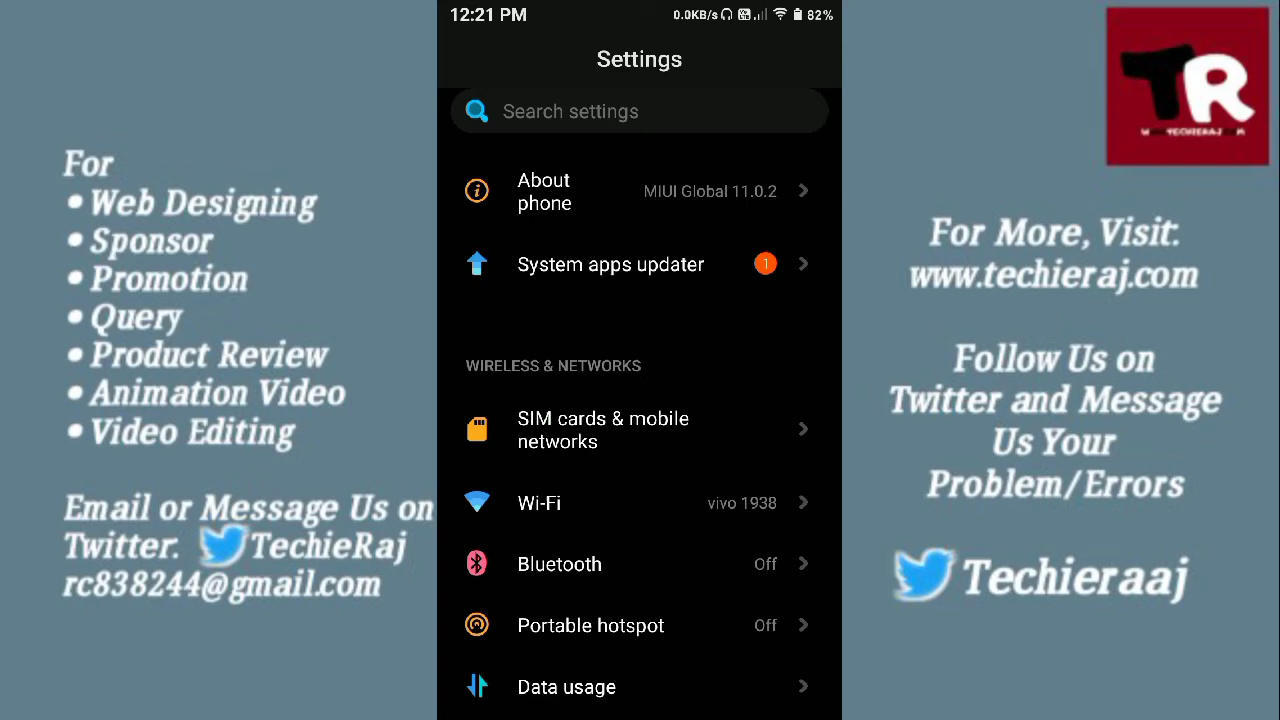 For
• Web Designing
• Sponsor
• Promotion
• Query
• Product Review
• Animation Video
• Video Editing
Email or Message Us on
Twitter. TechieRaj
rc838244@gmail.com
12:21 PM 0.0KB/s 82%
Settings
Search settings
About phone MIUI Global 11.0.2
System apps updater 1
WIRELESS & NETWORKS
SIM cards & mobile
networks
Wi-Fi vivo 1938
Bluetooth Off
Portable hotspot Off
Data usage
TR
For More, Visit:
www.techieraj.com
Follow Us on
Twitter and Message
Us Your
Problem/Errors
Techieraaj